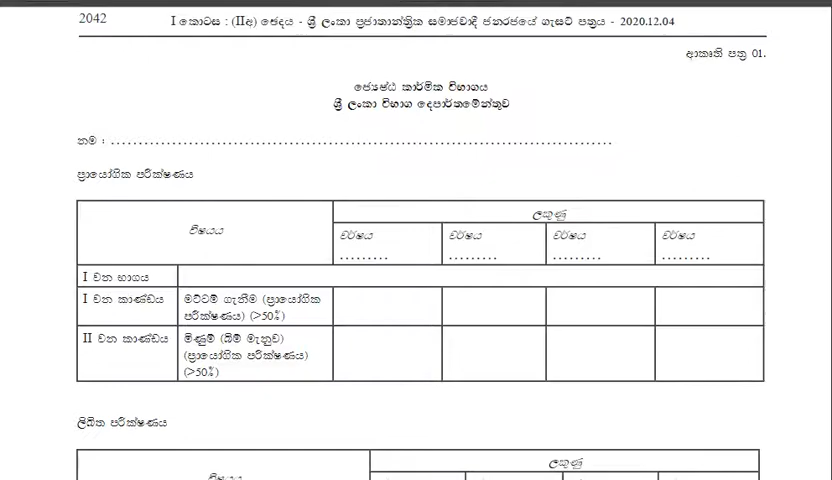 2042
I කොටස : (IIඅ) ඡෙදය - ශ්‍රී ලංකා ප්‍රජාතාන්ත්‍රික සමාජවාදී ජනරජයේ ගැසට් පත්‍රය - 2020.12.04
ආකෘති පත්‍ර 01.
ජ්‍යෙෂ්ඨ කාර්මික විභාගය
ශ්‍රී ලංකා විභාග දෙපාර්තමේන්තුව
නම : ..........................................................................................
ප්‍රායෝගික පරීක්ෂණය
විෂයය
ලකුණු
වර්ෂය වර්ෂය වර්ෂය වර්ෂය
......... ......... ......... .........
I වන භාගය
I වන කාණ්ඩය මට්ටම් ගැනීම (ප්‍රායෝගික
පරීක්ෂණය) (>50%)
II වන කාණ්ඩය මිණුම් (බිම් මැනුව)
(ප්‍රායෝගික පරීක්ෂණය)
(>50%)
ලිඛිත පරීක්ෂණය
ලකුණු